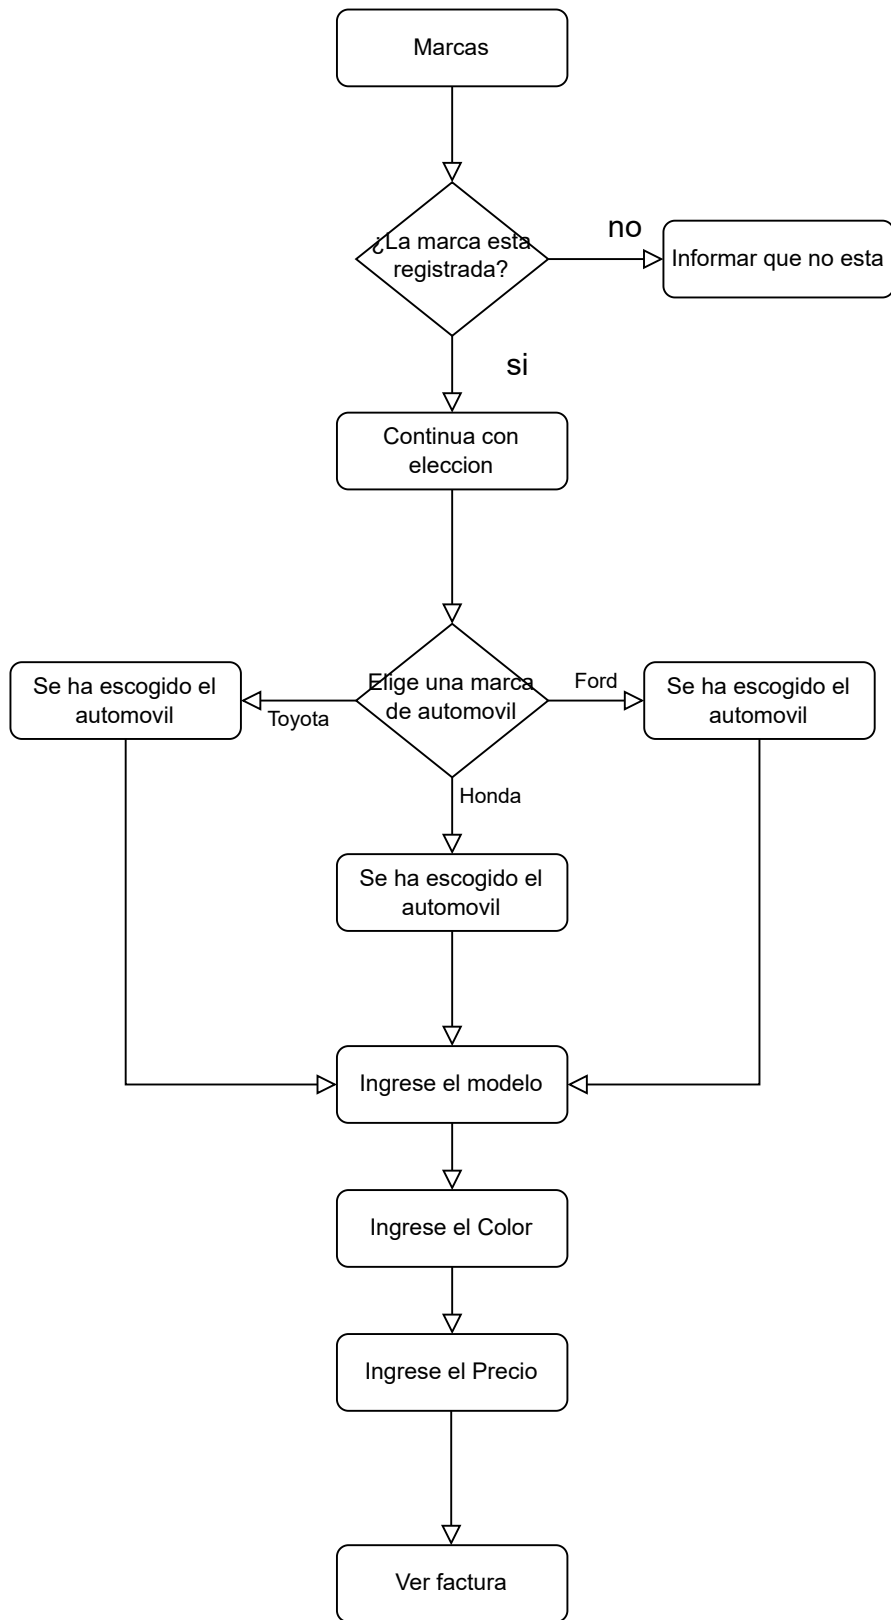 Marcas
¿La marca esta
registrada?
no
Informar que no esta
si
Continua con
eleccion
Se ha escogido el
automovil
Toyota
Elige una marca
de automovil
Ford
Se ha escogido el
automovil
Honda
Se ha escogido el
automovil
Ingrese el modelo
Ingrese el Color
Ingrese el Precio
Ver factura